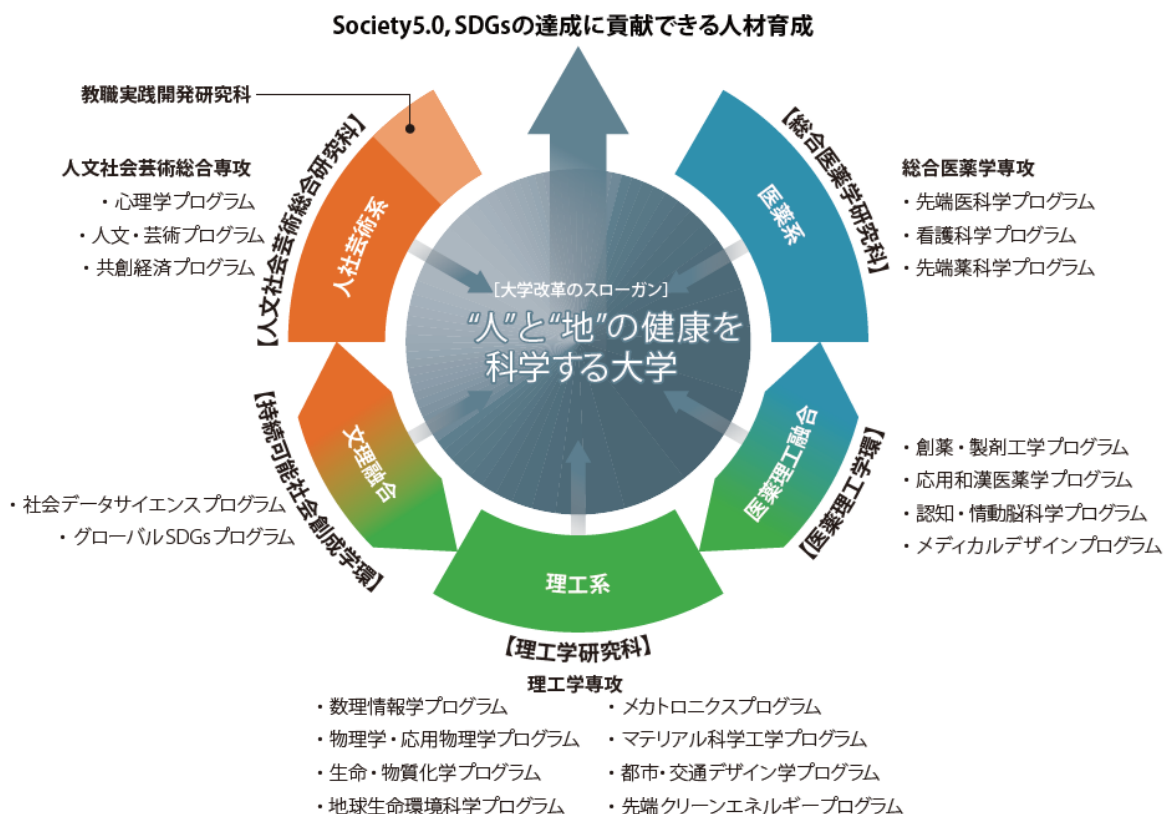 Society5.0, SDGsの達成に貢献できる人材育成
教職実践開発研究科
【人文社会芸術総合研究科】
人文社会芸術総合専攻
・心理学プログラム
・人文・芸術プログラム
・共創経済プログラム
人社芸術系
【総合医薬学研究科】
医薬系
総合医薬学専攻
・先端医科学プログラム
・看護科学プログラム
・先端薬科学プログラム
［大学改革のスローガン］
“人”と“地”の健康を
科学する大学
【持続可能社会創成学環】
文理融合
・社会データサイエンスプログラム
・グローバルSDGsプログラム
医薬理工融合
【医薬理工学環】
・創薬・製剤工学プログラム
・応用和漢医薬学プログラム
・認知・情動脳科学プログラム
・メディカルデザインプログラム
理工系
【理工学研究科】
理工学専攻
・数理情報学プログラム
・物理学・応用物理学プログラム
・生命・物質化学プログラム
・地球生命環境科学プログラム
・メカトロニクスプログラム
・マテリアル科学工学プログラム
・都市・交通デザイン学プログラム
・先端クリーンエネルギープログラム